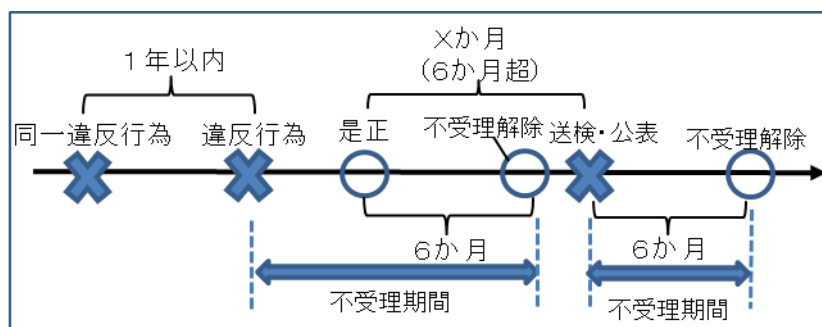 1年以内
Xか月
(6か月超)
同一違反行為
違反行為
是正
不受理解除
送検・公表
不受理解除
6か月
6か月
不受理期間
不受理期間